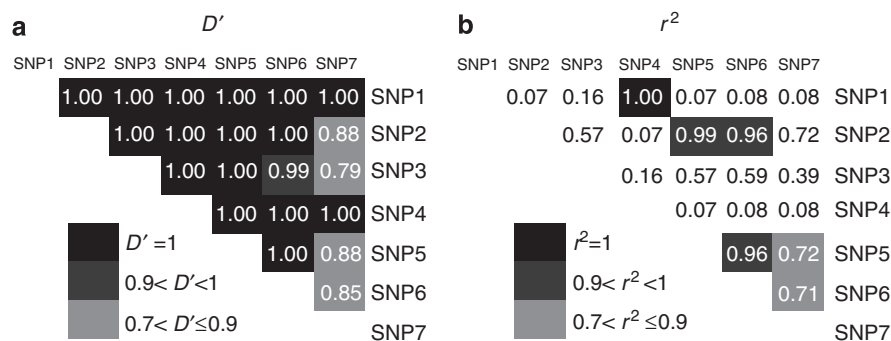 a D′
SNP1 SNP2 SNP3 SNP4 SNP5 SNP6 SNP7
1.00 1.00 1.00 1.00 1.00 1.00 SNP1
1.00 1.00 1.00 1.00 0.88 SNP2
1.00 1.00 0.99 0.79 SNP3
1.00 1.00 1.00 SNP4
1.00 0.88 SNP5
0.85 SNP6
SNP7
D′ =1
0.9< D′<1
0.7< D′≤0.9
b r²
SNP1 SNP2 SNP3 SNP4 SNP5 SNP6 SNP7
0.07 0.16 1.00 0.07 0.08 0.08 SNP1
0.57 0.07 0.99 0.96 0.72 SNP2
0.16 0.57 0.59 0.39 SNP3
0.07 0.08 0.08 SNP4
0.96 0.72 SNP5
0.71 SNP6
SNP7
r²=1
0.9< r² <1
0.7< r² ≤0.9